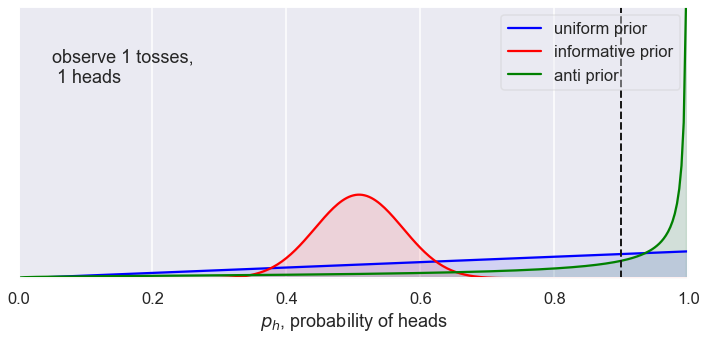 observe 1 tosses,
1 heads
uniform prior
informative prior
anti prior
0.0 0.2 0.4 0.6 0.8 1.0
pₕ, probability of heads